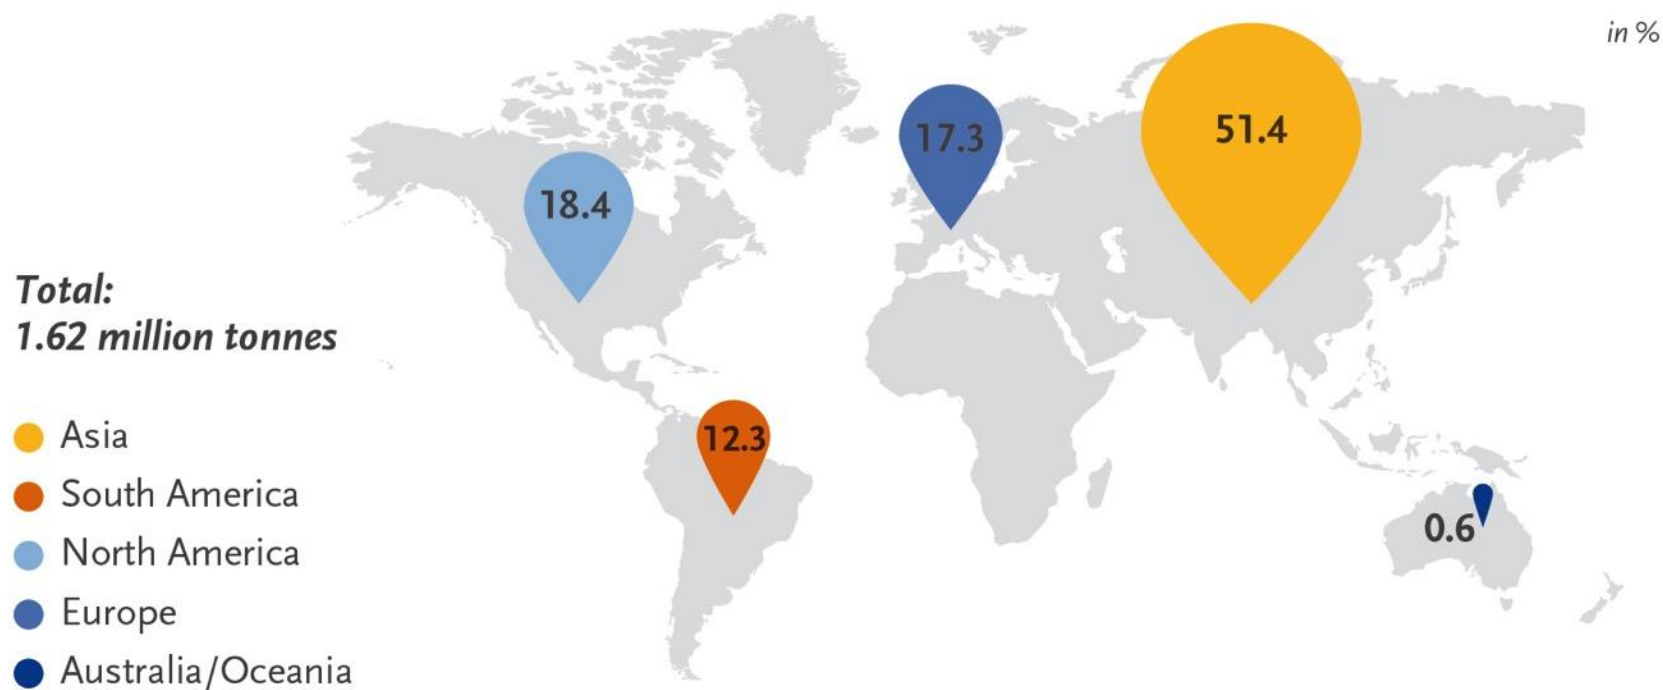 in %
51.4
17.3
18.4
Total:
1.62 million tonnes
12.3
0.6
Asia
South America
North America
Europe
Australia/Oceania